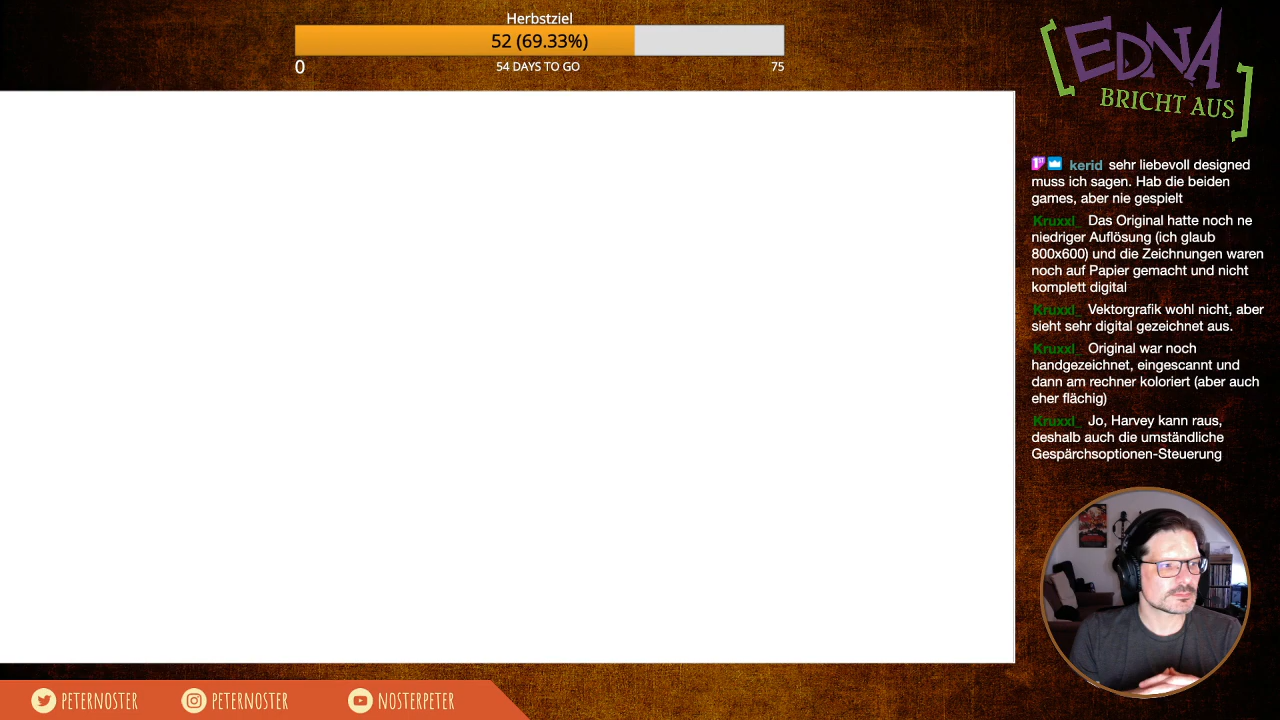 Herbstziel
52 (69.33%)
0
54 DAYS TO GO
75
EDNA
BRICHT AUS
kerid sehr liebevoll designed
muss ich sagen. Hab die beiden
games, aber nie gespielt
Kruxxl_ Das Original hatte noch ne
niedriger Auflösung (ich glaub
800x600) und die Zeichnungen waren
noch auf Papier gemacht und nicht
komplett digital
Kruxxl_ Vektorgrafik wohl nicht, aber
sieht sehr digital gezeichnet aus.
Kruxxl_ Original war noch
handgezeichnet, eingescannt und
dann am rechner koloriert (aber auch
eher flächig)
Kruxxl_ Jo, Harvey kann raus,
deshalb auch die umständliche
Gespärchsoptionen-Steuerung
PETERNOSTER
PETERNOSTER
NOSTERPETER